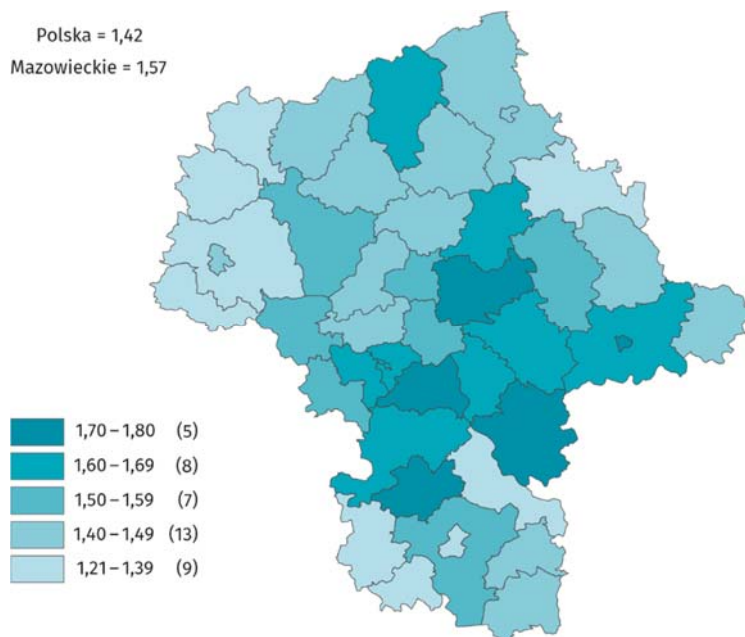 Polska = 1,42
Mazowieckie = 1,57
1,70 – 1,80 (5)
1,60 – 1,69 (8)
1,50 – 1,59 (7)
1,40 – 1,49 (13)
1,21 – 1,39 (9)